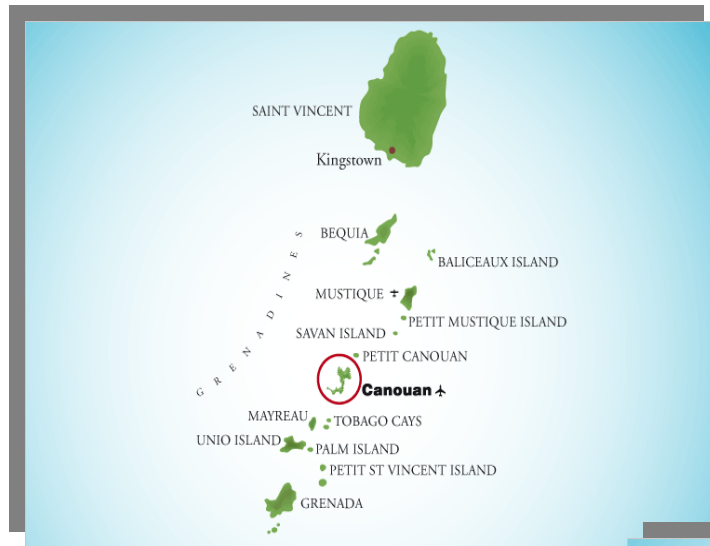 SAINT VINCENT
Kingstown
BEQUIA
BALICEAUX ISLAND
GRENADINES
MUSTIQUE
PETIT MUSTIQUE ISLAND
SAVAN ISLAND
PETIT CANOUAN
Canouan
MAYREAU
TOBAGO CAYS
UNIO ISLAND
PALM ISLAND
PETIT ST VINCENT ISLAND
GRENADA